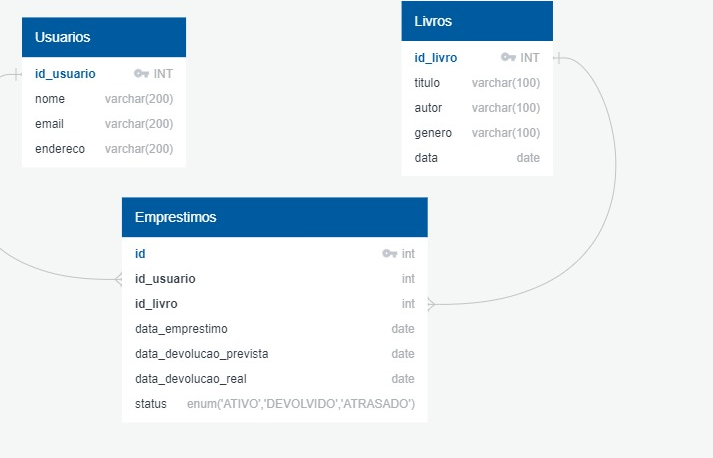 Usuarios
id_usuario INT
nome varchar(200)
email varchar(200)
endereco varchar(200)
Livros
id_livro INT
titulo varchar(100)
autor varchar(100)
genero varchar(100)
data date
Emprestimos
id int
id_usuario int
id_livro int
data_emprestimo date
data_devolucao_prevista date
data_devolucao_real date
status enum('ATIVO','DEVOLVIDO','ATRASADO')